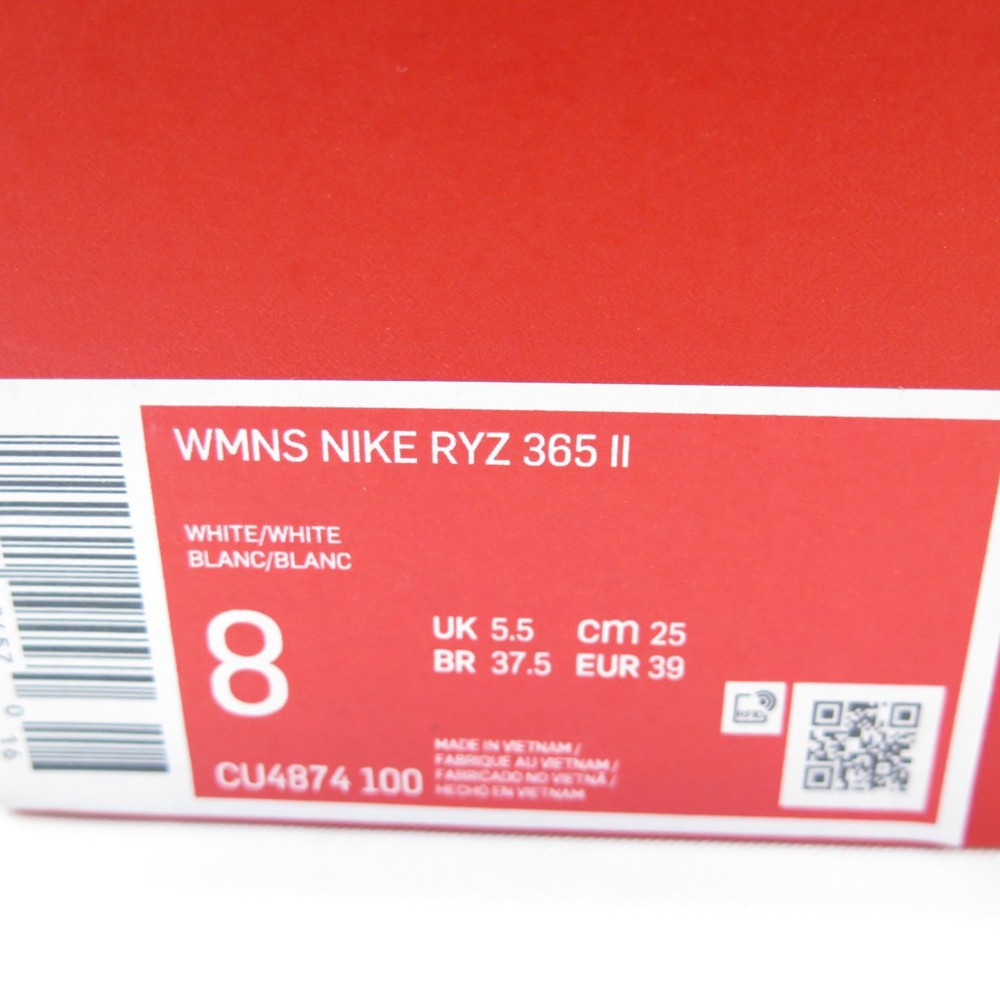 WMNS NIKE RYZ 365 II
WHITE/WHITE
BLANC/BLANC
8
UK 5.5 cm 25
BR 37.5 EUR 39
RFID
CU4874 100
MADE IN VIETNAM /
FABRIQUE AU VIETNAM /
FABRICADO NO VIETNÃ /
HECHO EN VIETNAM